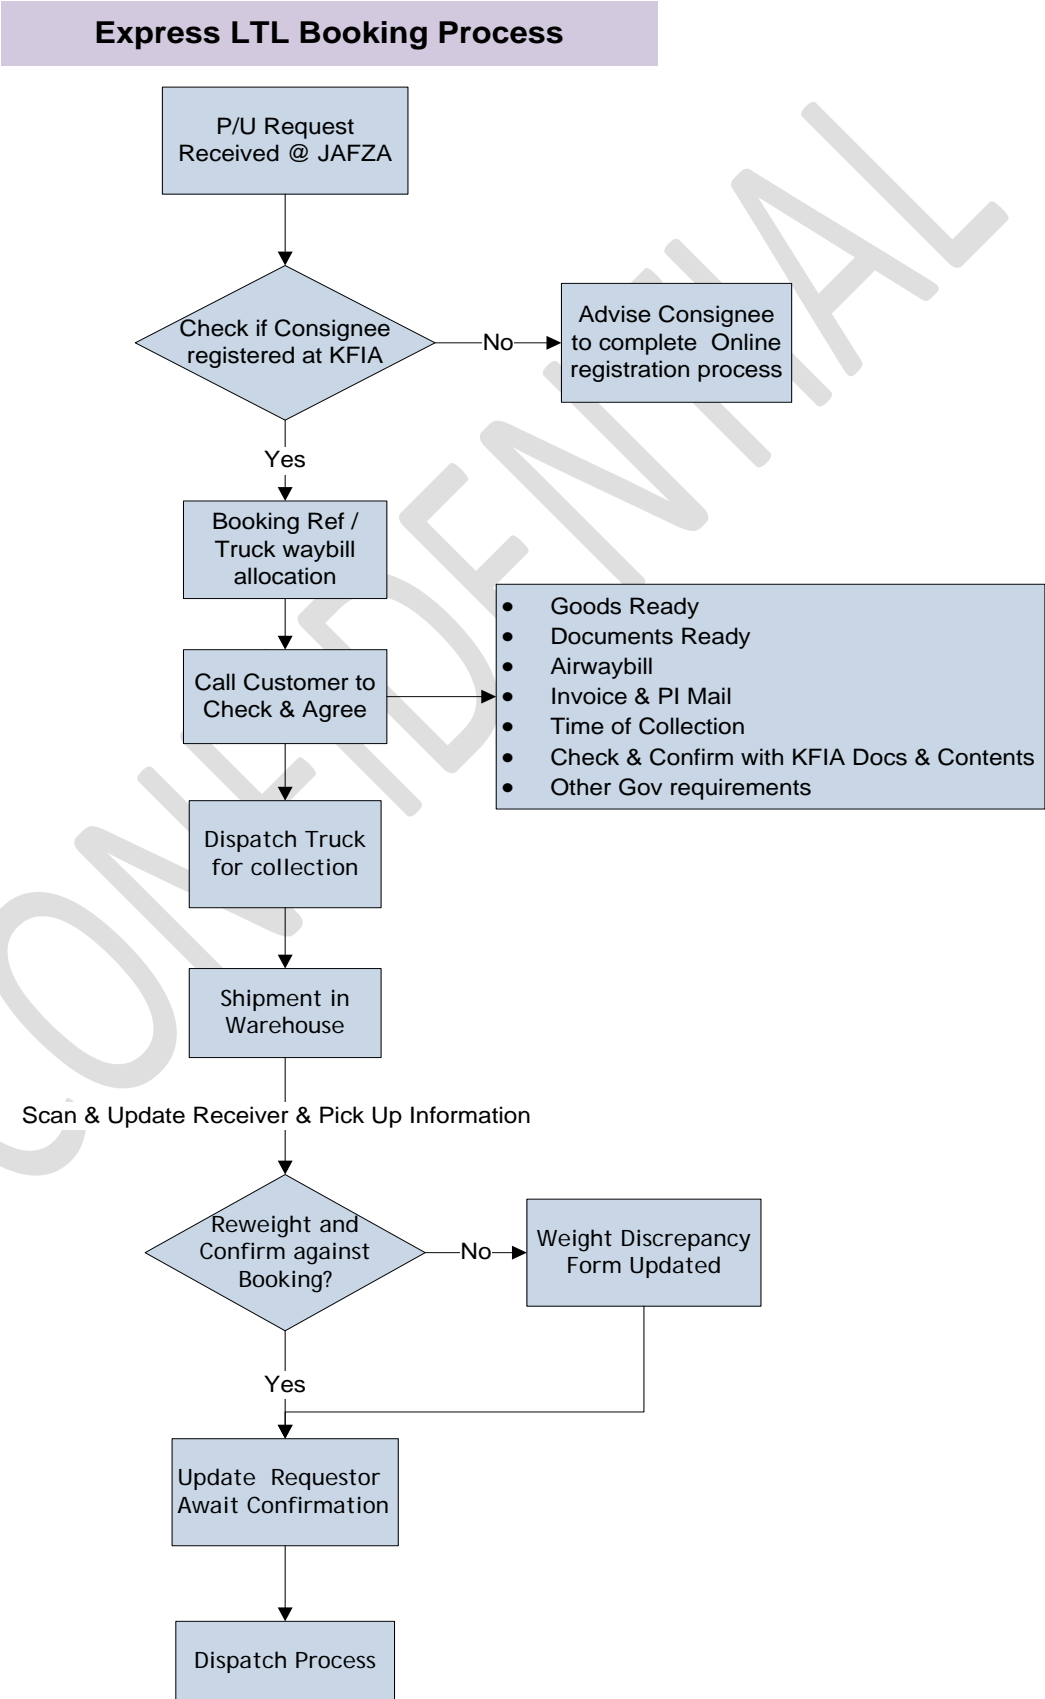 Express LTL Booking Process
P/U Request
Received @ JAFZA
Check if Consignee
registered at KFIA
No
Advise Consignee
to complete Online
registration process
Yes
Booking Ref /
Truck waybill
allocation
Call Customer to
Check & Agree
• Goods Ready
• Documents Ready
• Airwaybill
• Invoice & PI Mail
• Time of Collection
• Check & Confirm with KFIA Docs & Contents
• Other Gov requirements
Dispatch Truck
for collection
Shipment in
Warehouse
Scan & Update Receiver & Pick Up Information
Reweight and
Confirm against
Booking?
No
Weight Discrepancy
Form Updated
Yes
Update Requestor
Await Confirmation
Dispatch Process
CONFIDENTIAL